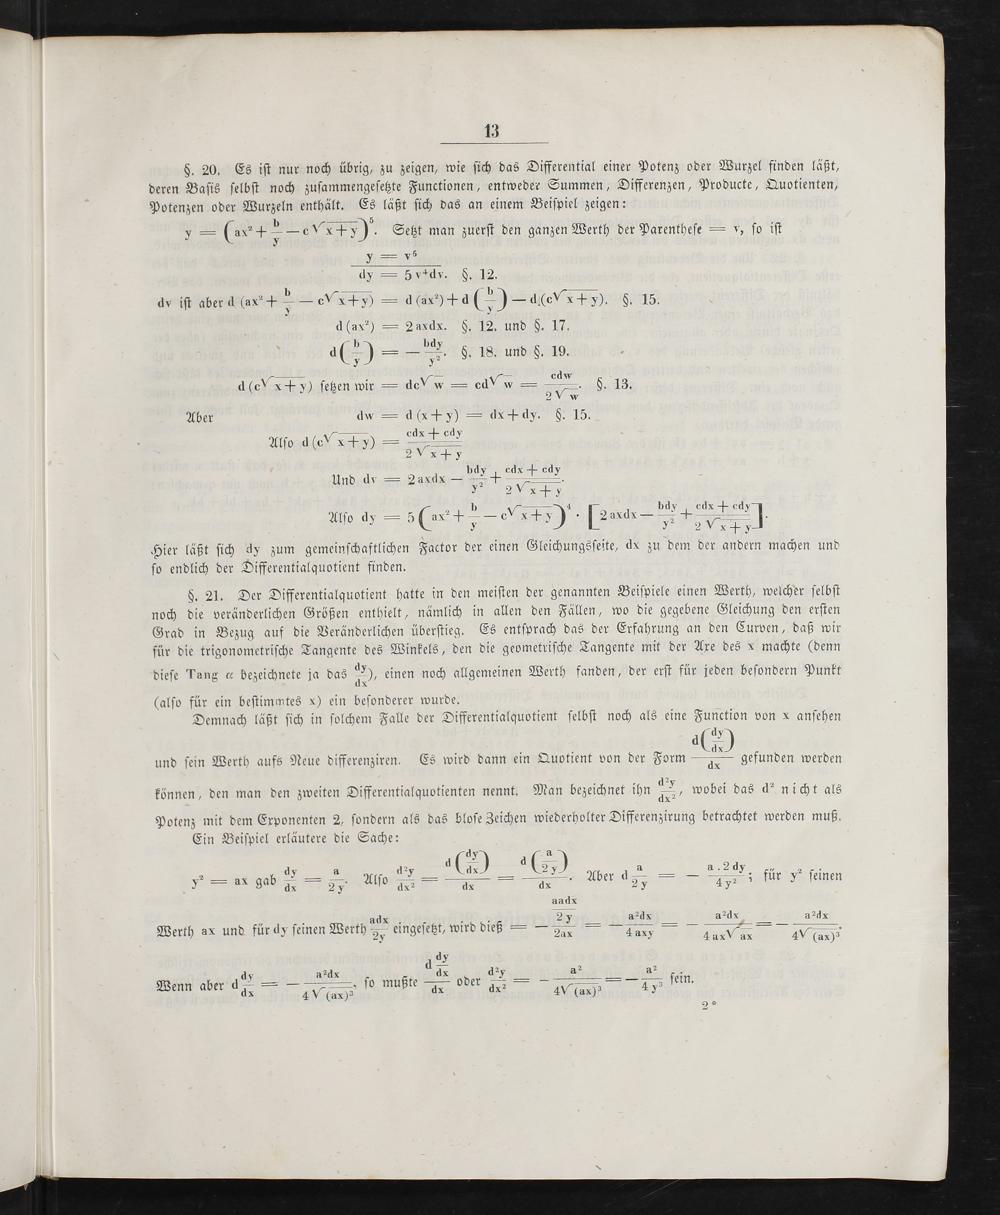 13
§. 20. Es ist nur noch übrig, zu zeigen, wie sich das Differential einer Potenz oder Wurzel finden läßt,
deren Basis selbst noch zusammengesetzte Functionen, entweder Summen, Differenzen, Producte, Quotienten,
Potenzen oder Wurzeln enthält. Es läßt sich das an einem Beispiel zeigen:
y = (ax² + b/y − c√(x+y))⁵. Setzt man zuerst den ganzen Werth der Parenthese = v, so ist
y = v⁵
dy = 5v⁴dv. §. 12.
dv ist aber d (ax² + b/y − c√(x+y)) = d (ax²) + d (b/y) − d.(c√(x+y)). §. 15.
d (ax²) = 2axdx. §. 12. und §. 17.
d (b/y) = − bdy/y². §. 18. und §. 19.
d (c√(x+y)) setzen wir = dc√w = cd√w = cdw/2√w. §. 13.
Aber dw = d (x+y) = dx + dy. §. 15.
Also d (c√(x+y)) = (cdx + cdy)/2√(x+y)
Und dv = 2axdx − bdy/y² + (cdx + cdy)/2√(x+y).
Also dy = 5 (ax² + b/y − c√(x+y))⁴ · [2axdx − bdy/y² + (cdx + cdy)/2√(x+y)].
Hier läßt sich dy zum gemeinschaftlichen Factor der einen Gleichungsseite, dx zu dem der andern machen und
so endlich der Differentialquotient finden.
§. 21. Der Differentialquotient hatte in den meisten der genannten Beispiele einen Werth, welcher selbst
noch die veränderlichen Größen enthielt, nämlich in allen den Fällen, wo die gegebene Gleichung den ersten
Grad in Bezug auf die Veränderlichen überstieg. Es entsprach das der Erfahrung an den Curven, daß wir
für die trigonometrische Tangente des Winkels, den die geometrische Tangente mit der Axe des x machte (denn
diese Tang α bezeichnete ja das dy/dx), einen noch allgemeinen Werth fanden, der erst für jeden besondern Punkt
(also für ein bestimmtes x) ein besonderer wurde.
Demnach läßt sich in solchem Falle der Differentialquotient selbst noch als eine Function von x ansehen
und sein Werth aufs Neue differenziren. Es wird dann ein Quotient von der Form d(dy/dx)/dx gefunden werden
können, den man den zweiten Differentialquotienten nennt. Man bezeichnet ihn d²y/dx², wobei das d² nicht als
Potenz mit dem Exponenten 2, sondern als das blose Zeichen wiederholter Differenzirung betrachtet werden muß.
Ein Beispiel erläutere die Sache:
y² = ax gab dy/dx = a/2y. Also d²y/dx² = d(dy/dx)/dx = d(a/2y)/dx. Aber d a/2y = − a.2dy/4y²; für y² seinen
Werth ax und für dy seinen Werth adx/2y eingesetzt, wird dieß = − (aadx/2y)/2ax = − a²dx/4axy = − a²dx/4ax√ax = − a²dx/4√(ax)³.
Wenn aber d dy/dx = − a²dx/4√(ax)³, so mußte d(dy/dx)/dx oder d²y/dx² = − a²/4√(ax)³ = − a²/4y³ sein.
2*